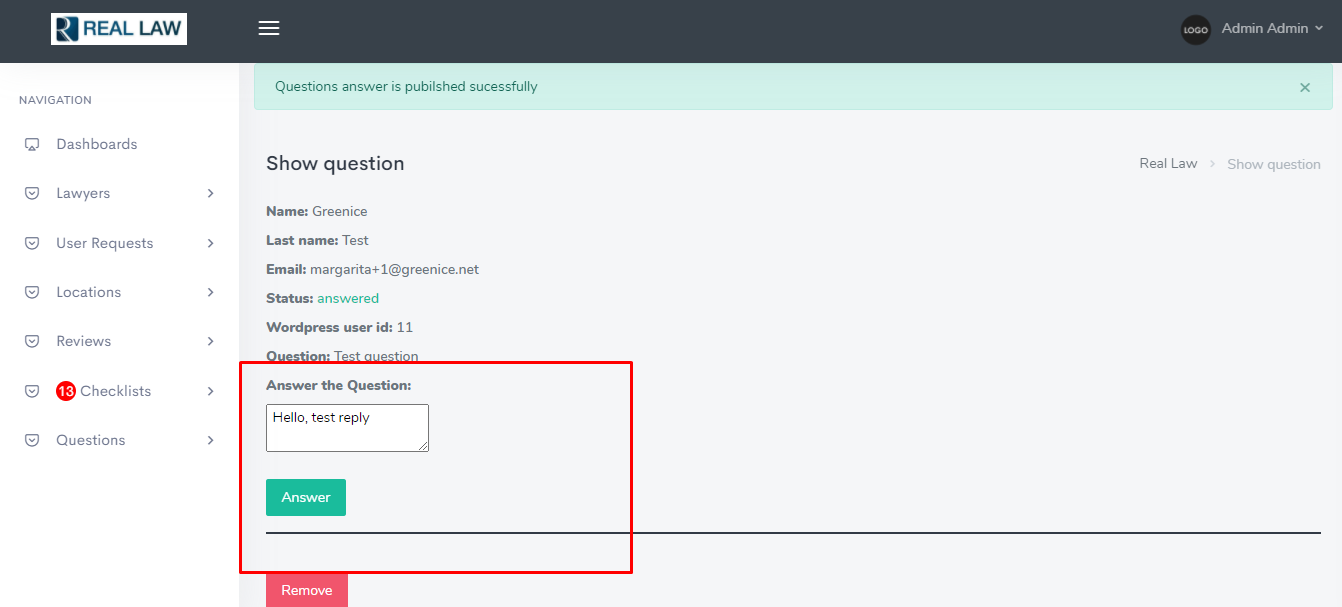 REAL LAW
LOGO Admin Admin
NAVIGATION
Dashboards
Lawyers
User Requests
Locations
Reviews
13 Checklists
Questions
Questions answer is pubilshed sucessfully ×
Show question
Real Law > Show question
Name: Greenice
Last name: Test
Email: margarita+1@greenice.net
Status: answered
Wordpress user id: 11
Question: Test question
Answer the Question:
Hello, test reply
Answer
Remove